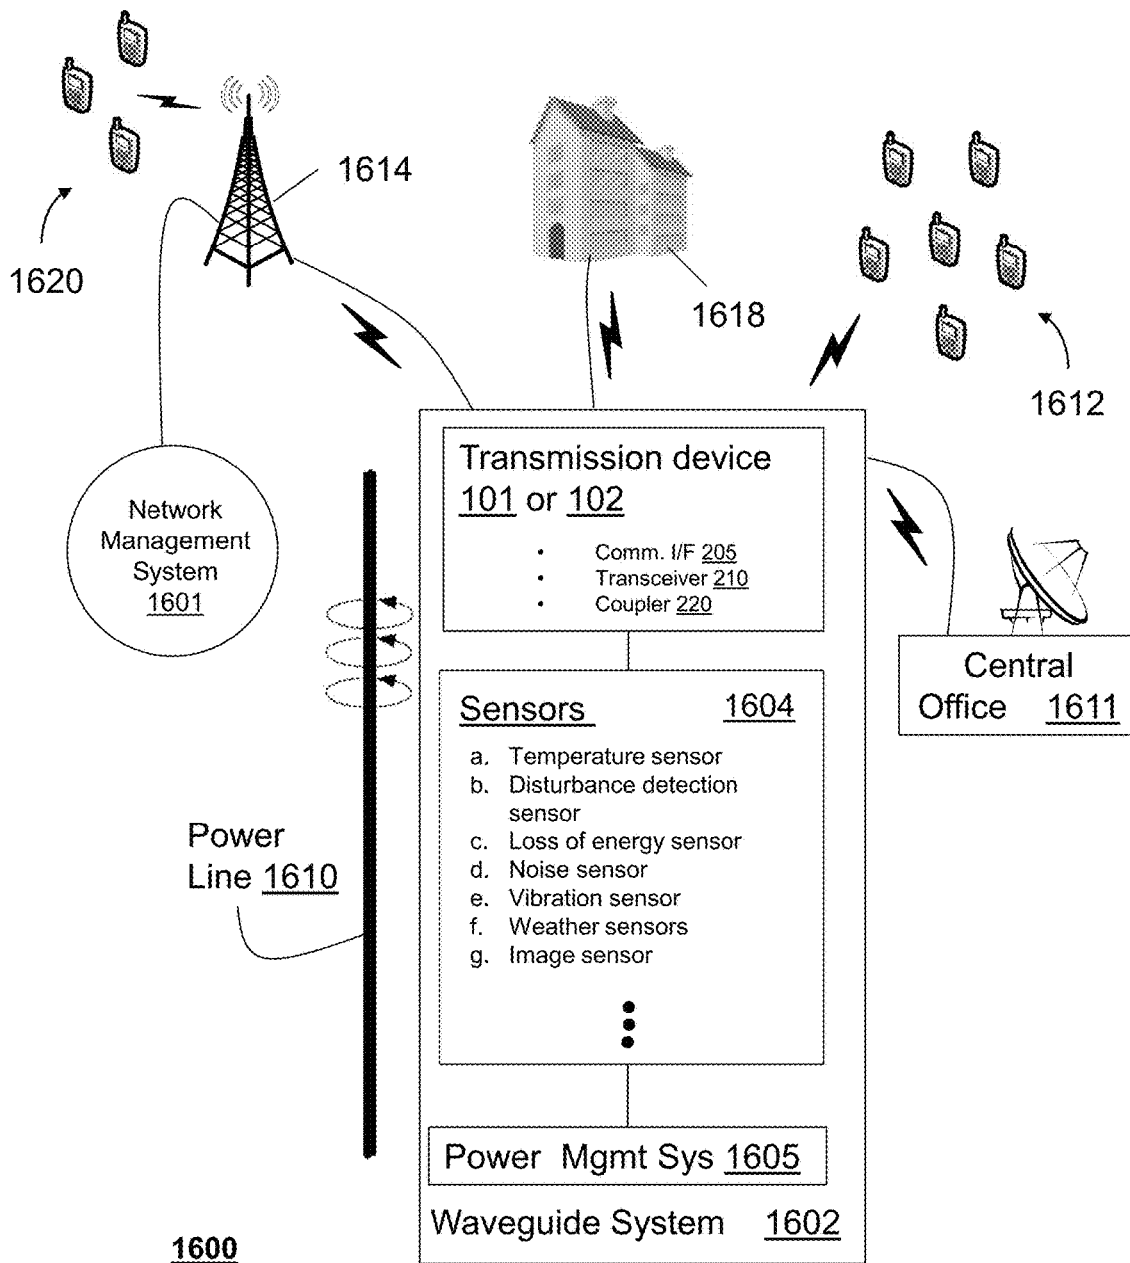 1614
1620
1618
1612
Transmission device
101 or 102
• Comm. I/F 205
• Transceiver 210
• Coupler 220
Network
Management
System
1601
Central
Office 1611
Sensors 1604
a. Temperature sensor
b. Disturbance detection
sensor
c. Loss of energy sensor
d. Noise sensor
e. Vibration sensor
f. Weather sensors
g. Image sensor
Power
Line 1610
Power Mgmt Sys 1605
Waveguide System 1602
1600